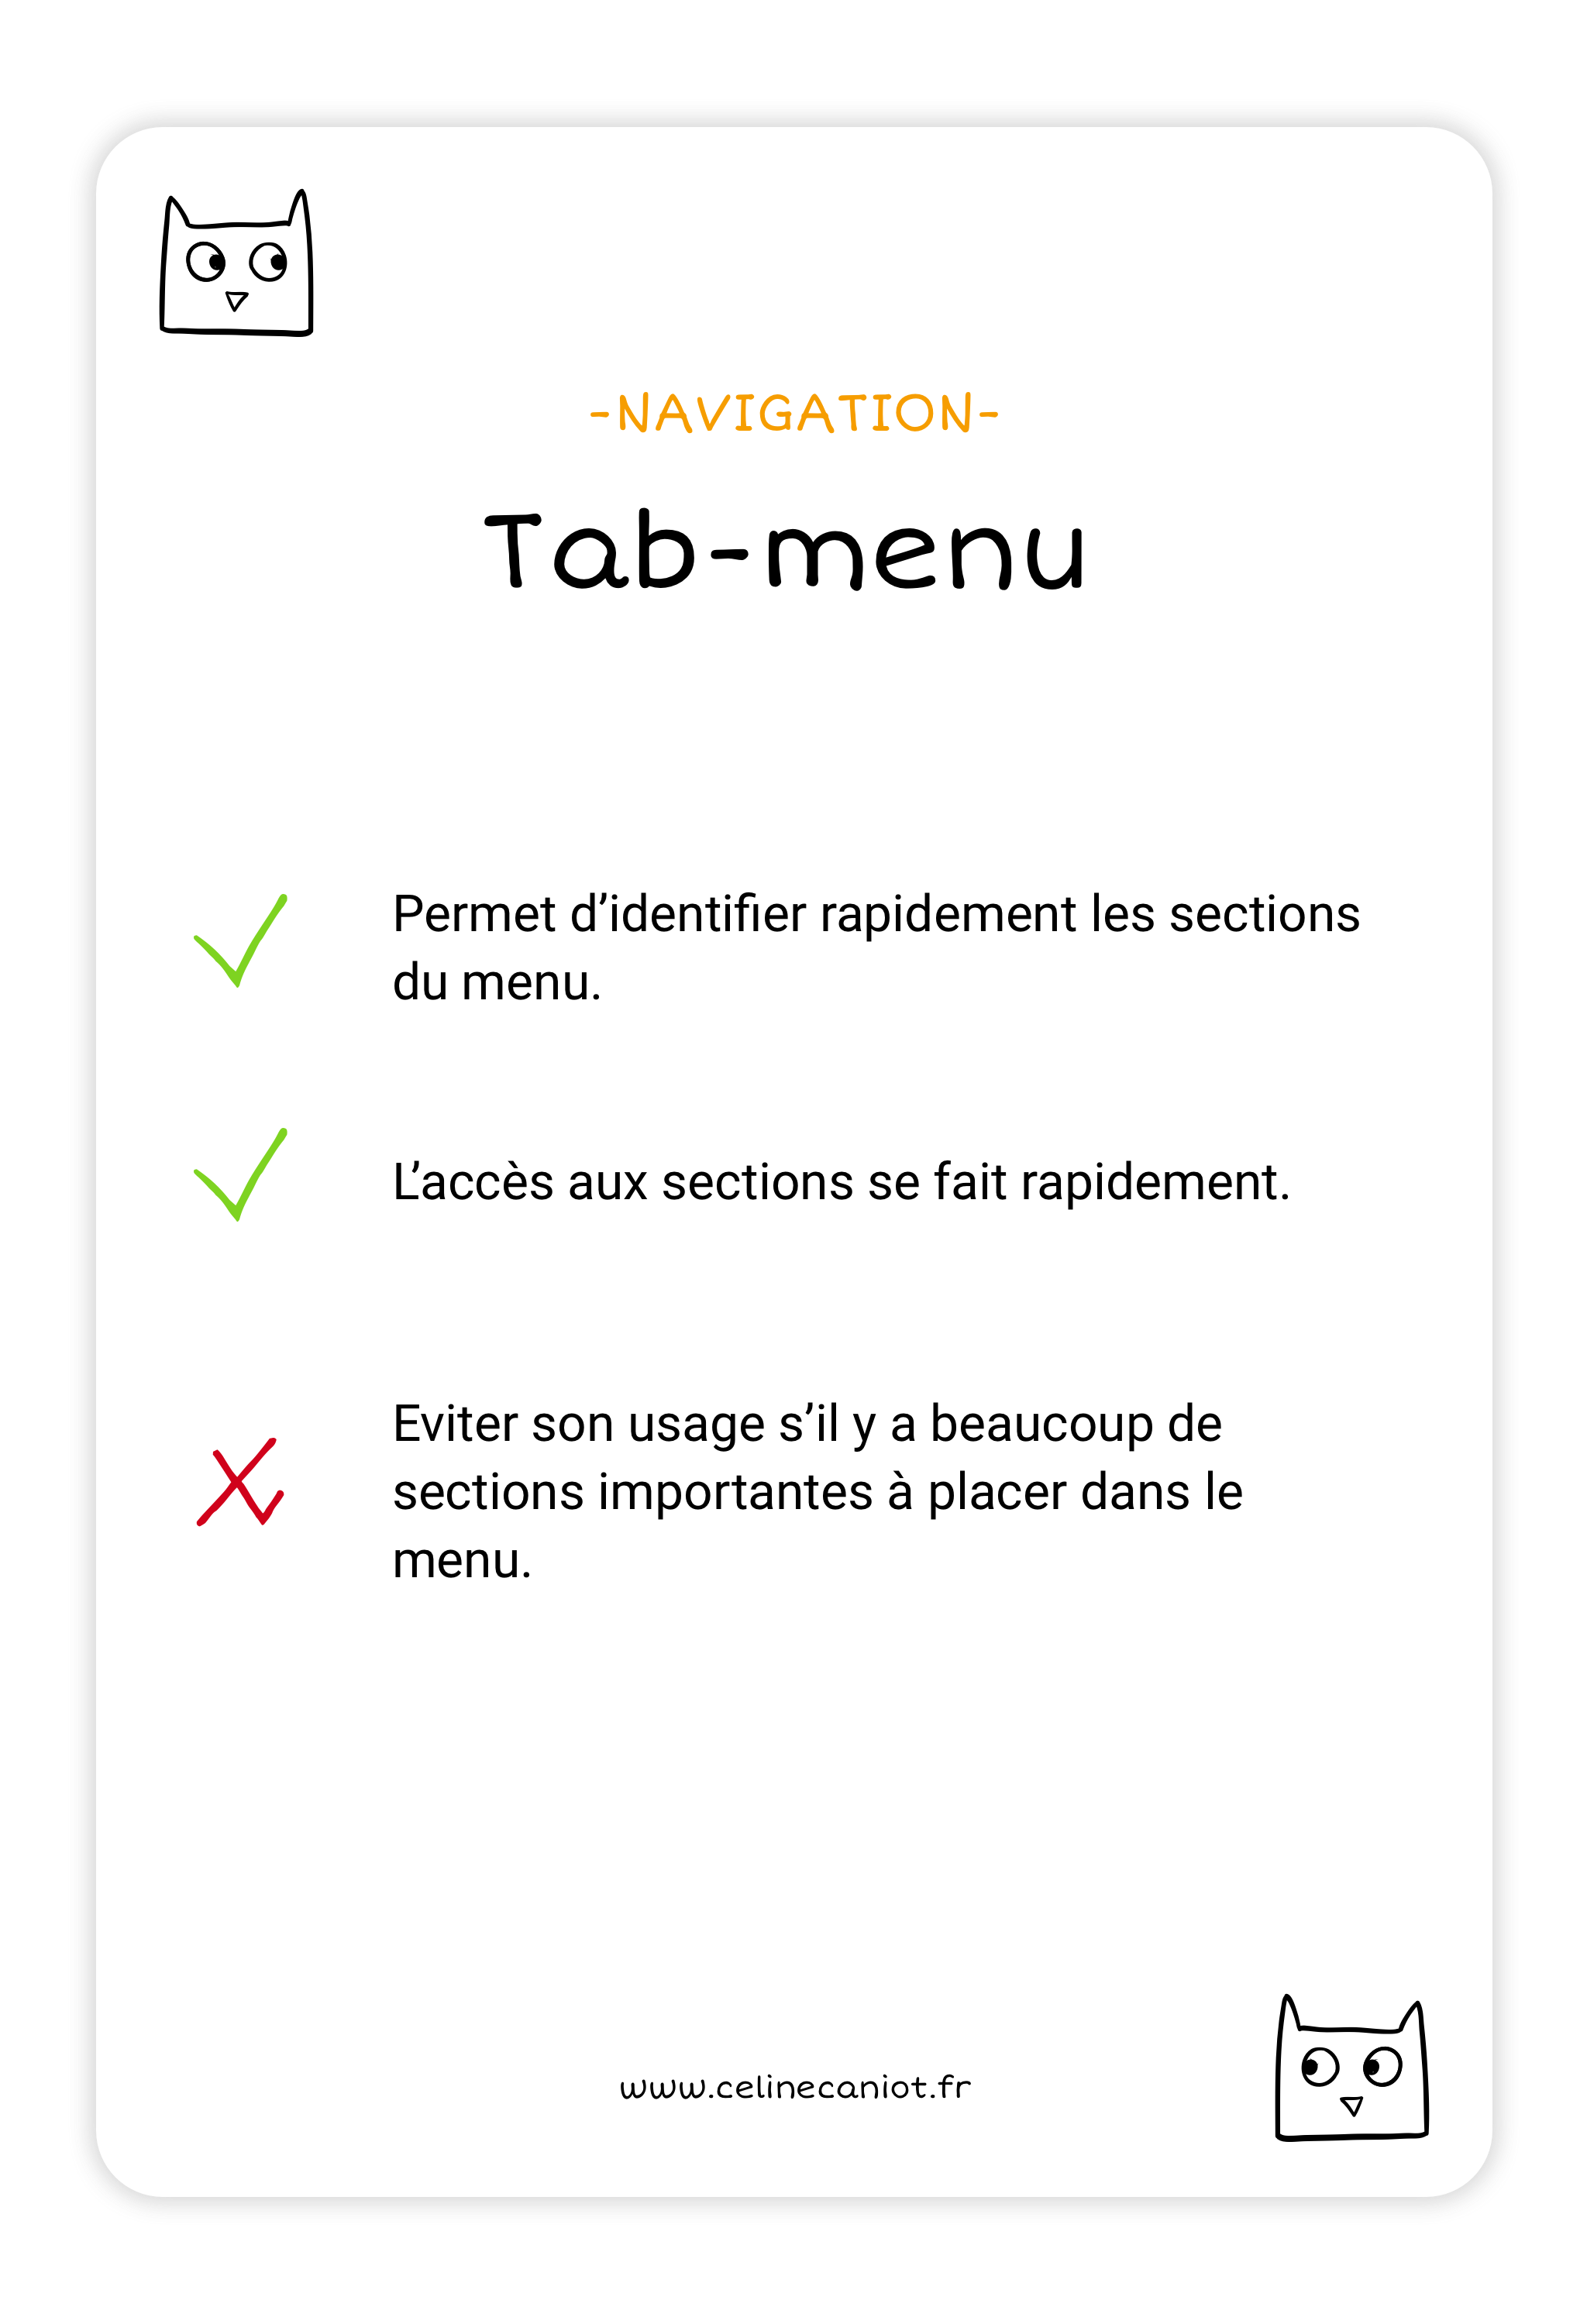 -NAVIGATION-
Tab-menu
Permet d’identifier rapidement les sections
du menu.
L’accès aux sections se fait rapidement.
Eviter son usage s’il y a beaucoup de
sections importantes à placer dans le
menu.
www.celinecaniot.fr